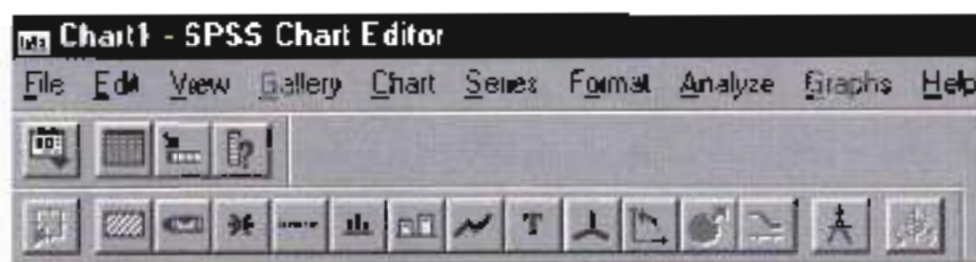 Chart1 - SPSS Chart Editor
File Edit View Gallery Chart Series Format Analyze Graphs Help
T